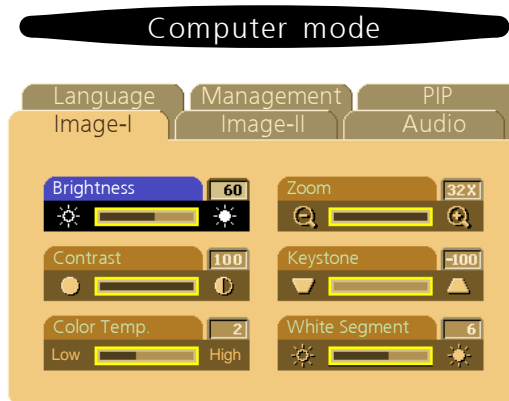 Computer mode
Language Management PIP
Image-I Image-II Audio
Brightness 60 Zoom 32X
Contrast 100 Keystone -100
Color Temp. 2 White Segment 6
Low High